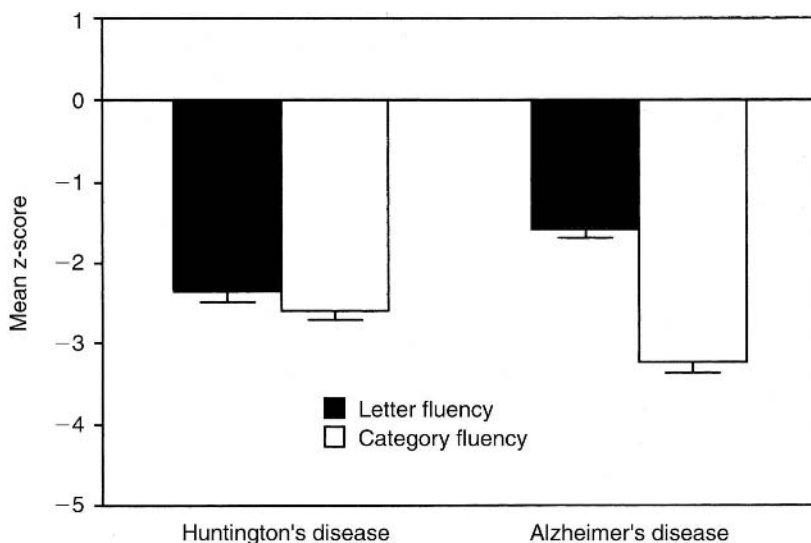 1
0
−1
−2
−3
−4
−5
Mean z-score
Letter fluency
Category fluency
Huntington's disease
Alzheimer's disease